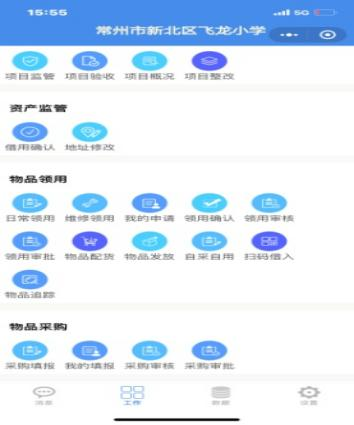 15:55 5G
常州市新北区飞龙小学
项目监管 项目验收 项目概况 项目整改
资产监管
借用确认 地址修改
物品领用
日常领用 维修领用 我的申请 领用确认 领用审核
领用审批 物品配货 物品发放 自采自用 扫码借入
物品追踪
物品采购
采购填报 我的填报 采购审核 采购审批
消息 工作 数据 设置